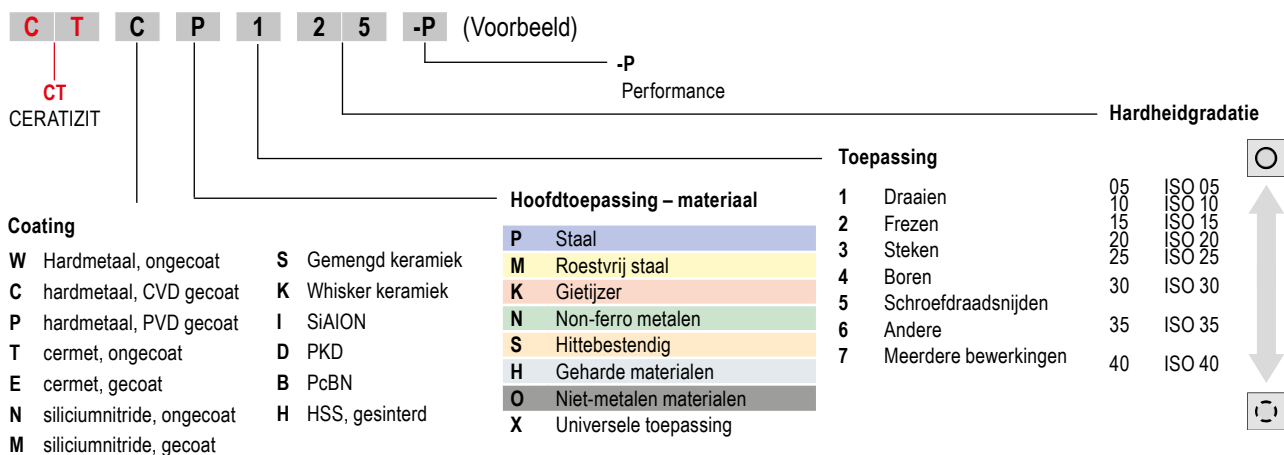 C T C P 1 2 5 -P (Voorbeeld)
-P
Performance
CT
CERATIZIT
Hardheidgradatie
05 ISO 05
10 ISO 10
15 ISO 15
20 ISO 20
25 ISO 25
30 ISO 30
35 ISO 35
40 ISO 40
Toepassing
1 Draaien
2 Frezen
3 Steken
4 Boren
5 Schroefdraadsnijden
6 Andere
7 Meerdere bewerkingen
Hoofdtoepassing – materiaal
P Staal
M Roestvrij staal
K Gietijzer
N Non-ferro metalen
S Hittebestendig
H Geharde materialen
O Niet-metalen materialen
X Universele toepassing
Coating
W Hardmetaal, ongecoat
C hardmetaal, CVD gecoat
P hardmetaal, PVD gecoat
T cermet, ongecoat
E cermet, gecoat
N siliciumnitride, ongecoat
M siliciumnitride, gecoat
S Gemengd keramiek
K Whisker keramiek
I SiAlON
D PKD
B PcBN
H HSS, gesinterd